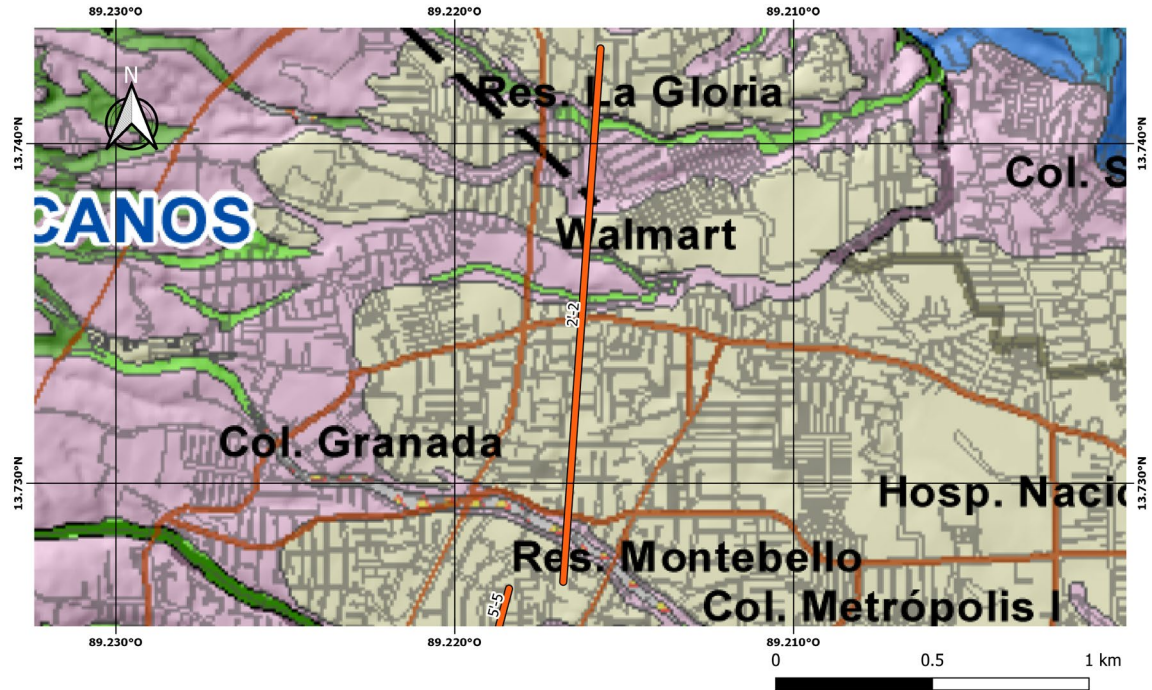 89.230°O 89.220°O 89.210°O
N
Res. La Gloria
13.740°N 13.740°N
Col. S
CANOS
Walmart
2'-2
Col. Granada
13.730°N 13.730°N
Hosp. Nacio
Res. Montebello
5'-5
Col. Metrópolis I
89.230°O 89.220°O 89.210°O
0 0.5 1 km